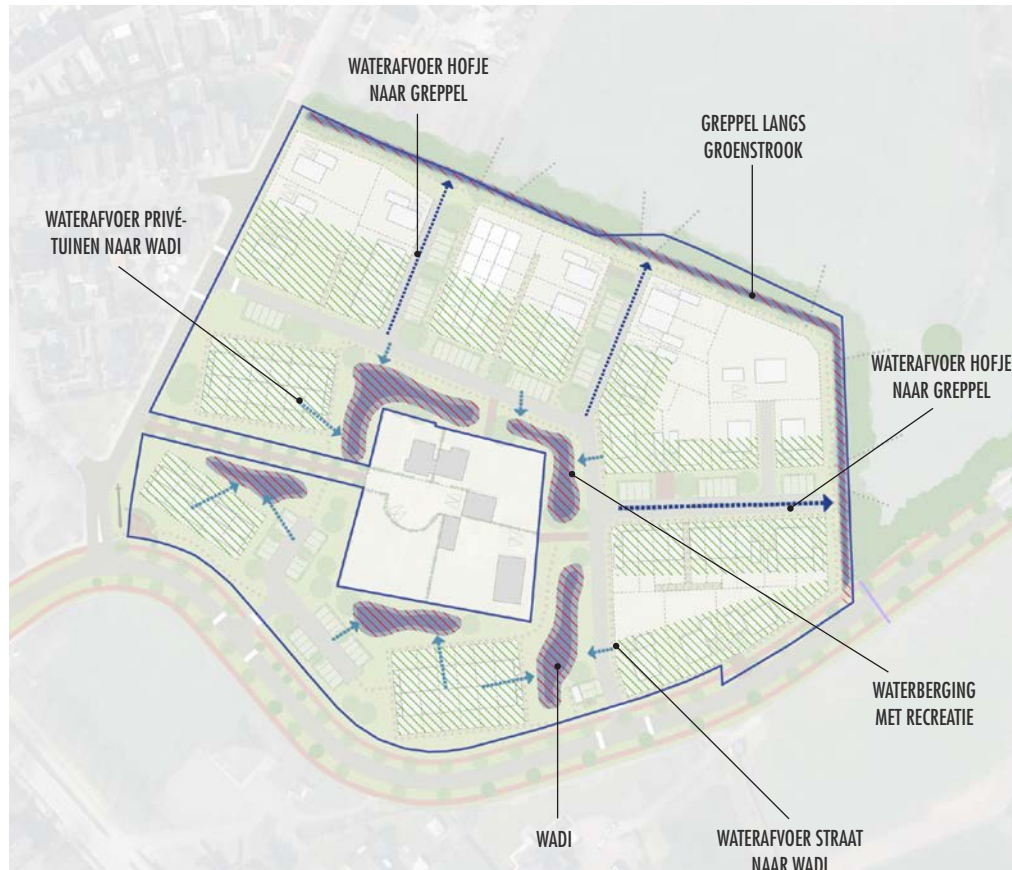 WATERAFVOER HOFJE
NAAR GREPPEL
GREPPEL LANGS
GROENSTROOK
WATERAFVOER PRIVÉ-
TUINEN NAAR WADI
WATERAFVOER HOFJE
NAAR GREPPEL
WATERBERGING
MET RECREATIE
WADI
WATERAFVOER STRAAT
NAAR WADI